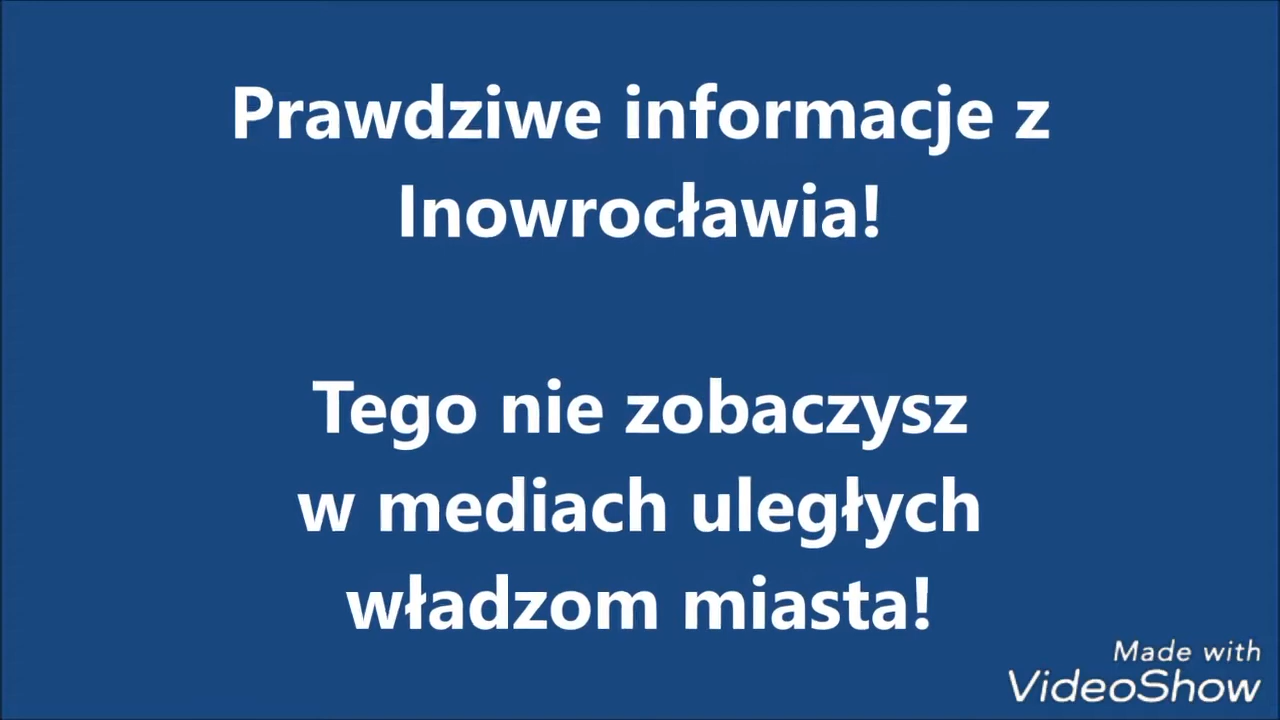 Prawdziwe informacje z
Inowrocławia!
Tego nie zobaczysz
w mediach uległych
władzom miasta!
Made with
VideoShow